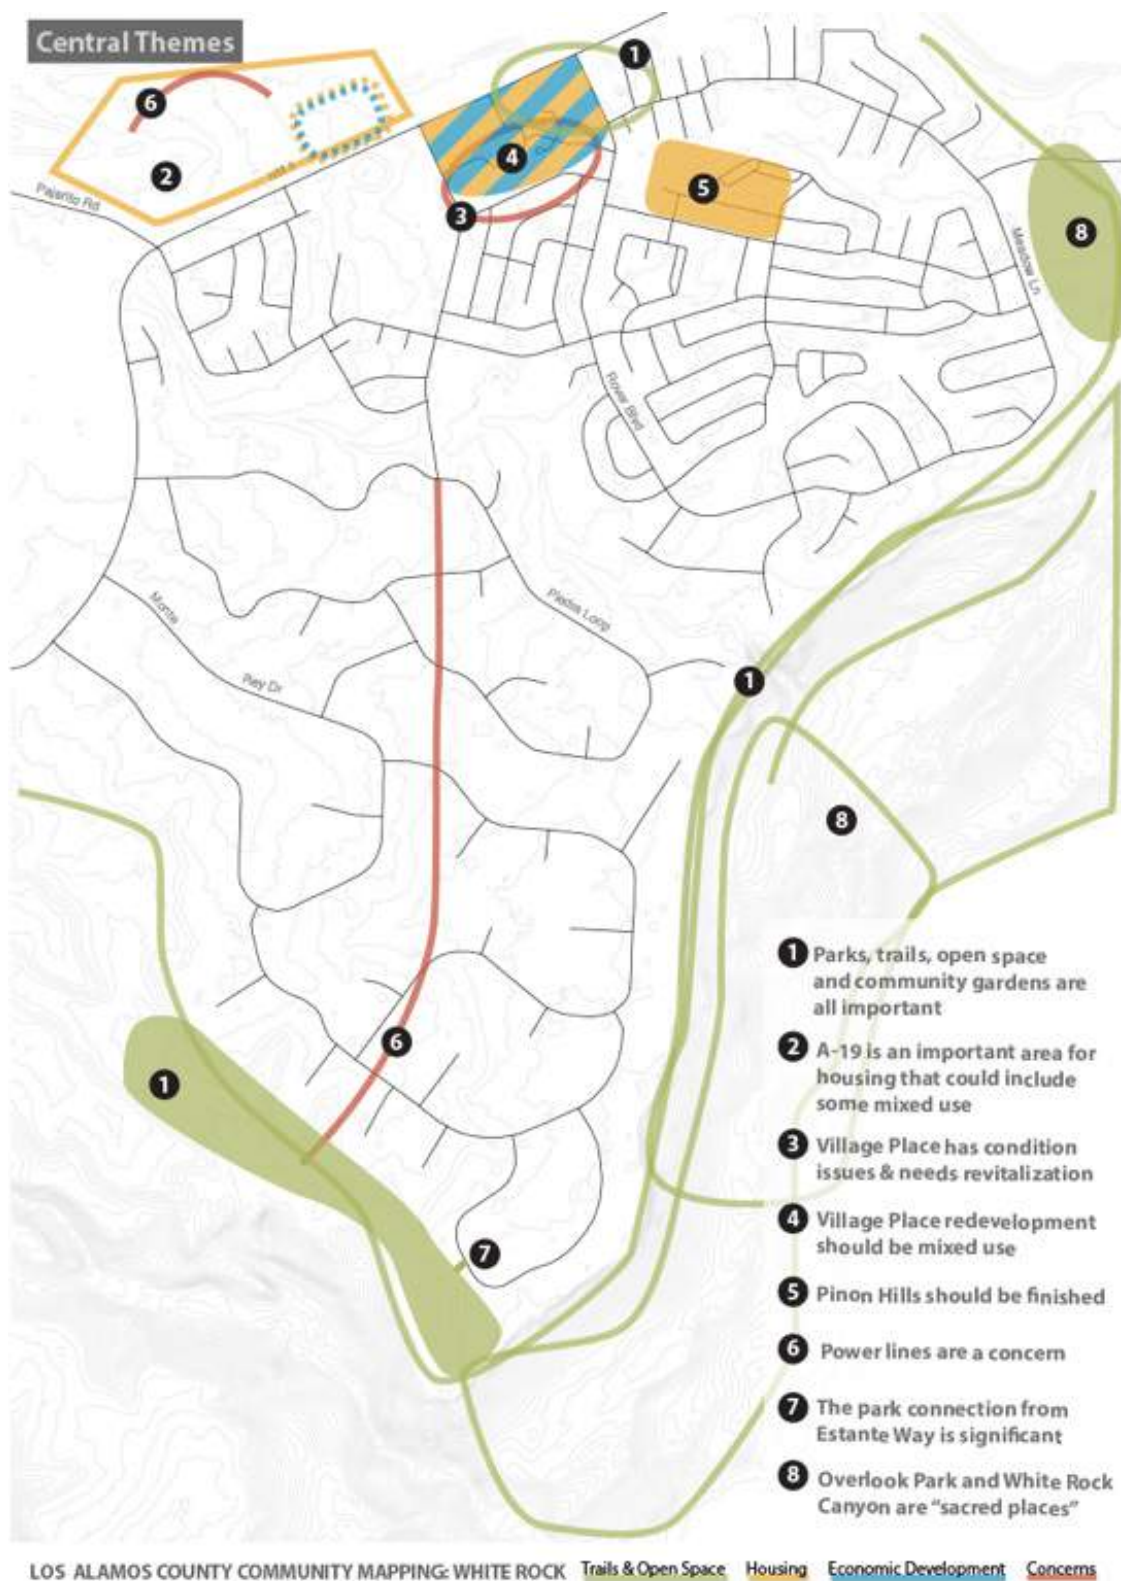 Central Themes
1
6
4
2
5
Pajarito Rd
3
8
Meadow Ln
Rover Blvd
Monte
Rey Dr
Piedra Loop
1
8
6
1
7
1 Parks, trails, open space
and community gardens are
all important
2 A-19 is an important area for
housing that could include
some mixed use
3 Village Place has condition
issues & needs revitalization
4 Village Place redevelopment
should be mixed use
5 Pinon Hills should be finished
6 Power lines are a concern
7 The park connection from
Estante Way is significant
8 Overlook Park and White Rock
Canyon are “sacred places”
LOS ALAMOS COUNTY COMMUNITY MAPPING: WHITE ROCK Trails & Open Space Housing Economic Development Concerns